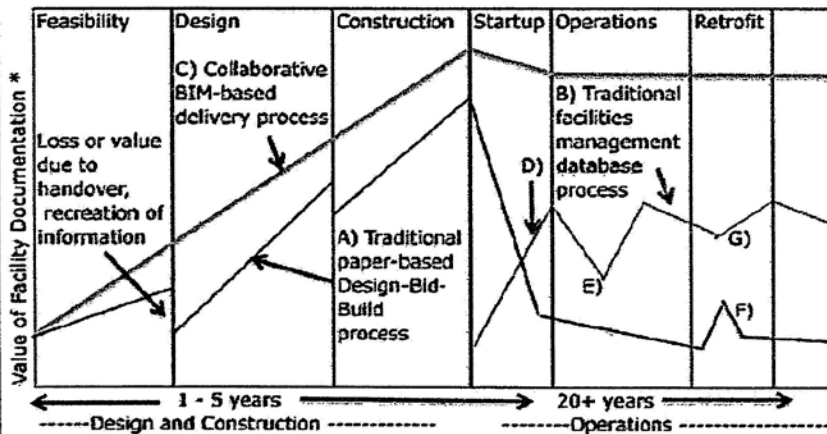 Feasibility
Design
Construction
Startup
Operations
Retrofit
Value of Facility Documentation *
C) Collaborative
BIM-based
delivery process
Loss or value
due to
handover,
recreation of
information
A) Traditional
paper-based
Design-Bid-
Build
process
B) Traditional
facilities
management
database
process
D)
E)
G)
F)
1 - 5 years
20+ years
------Design and Construction ------
------Operations------